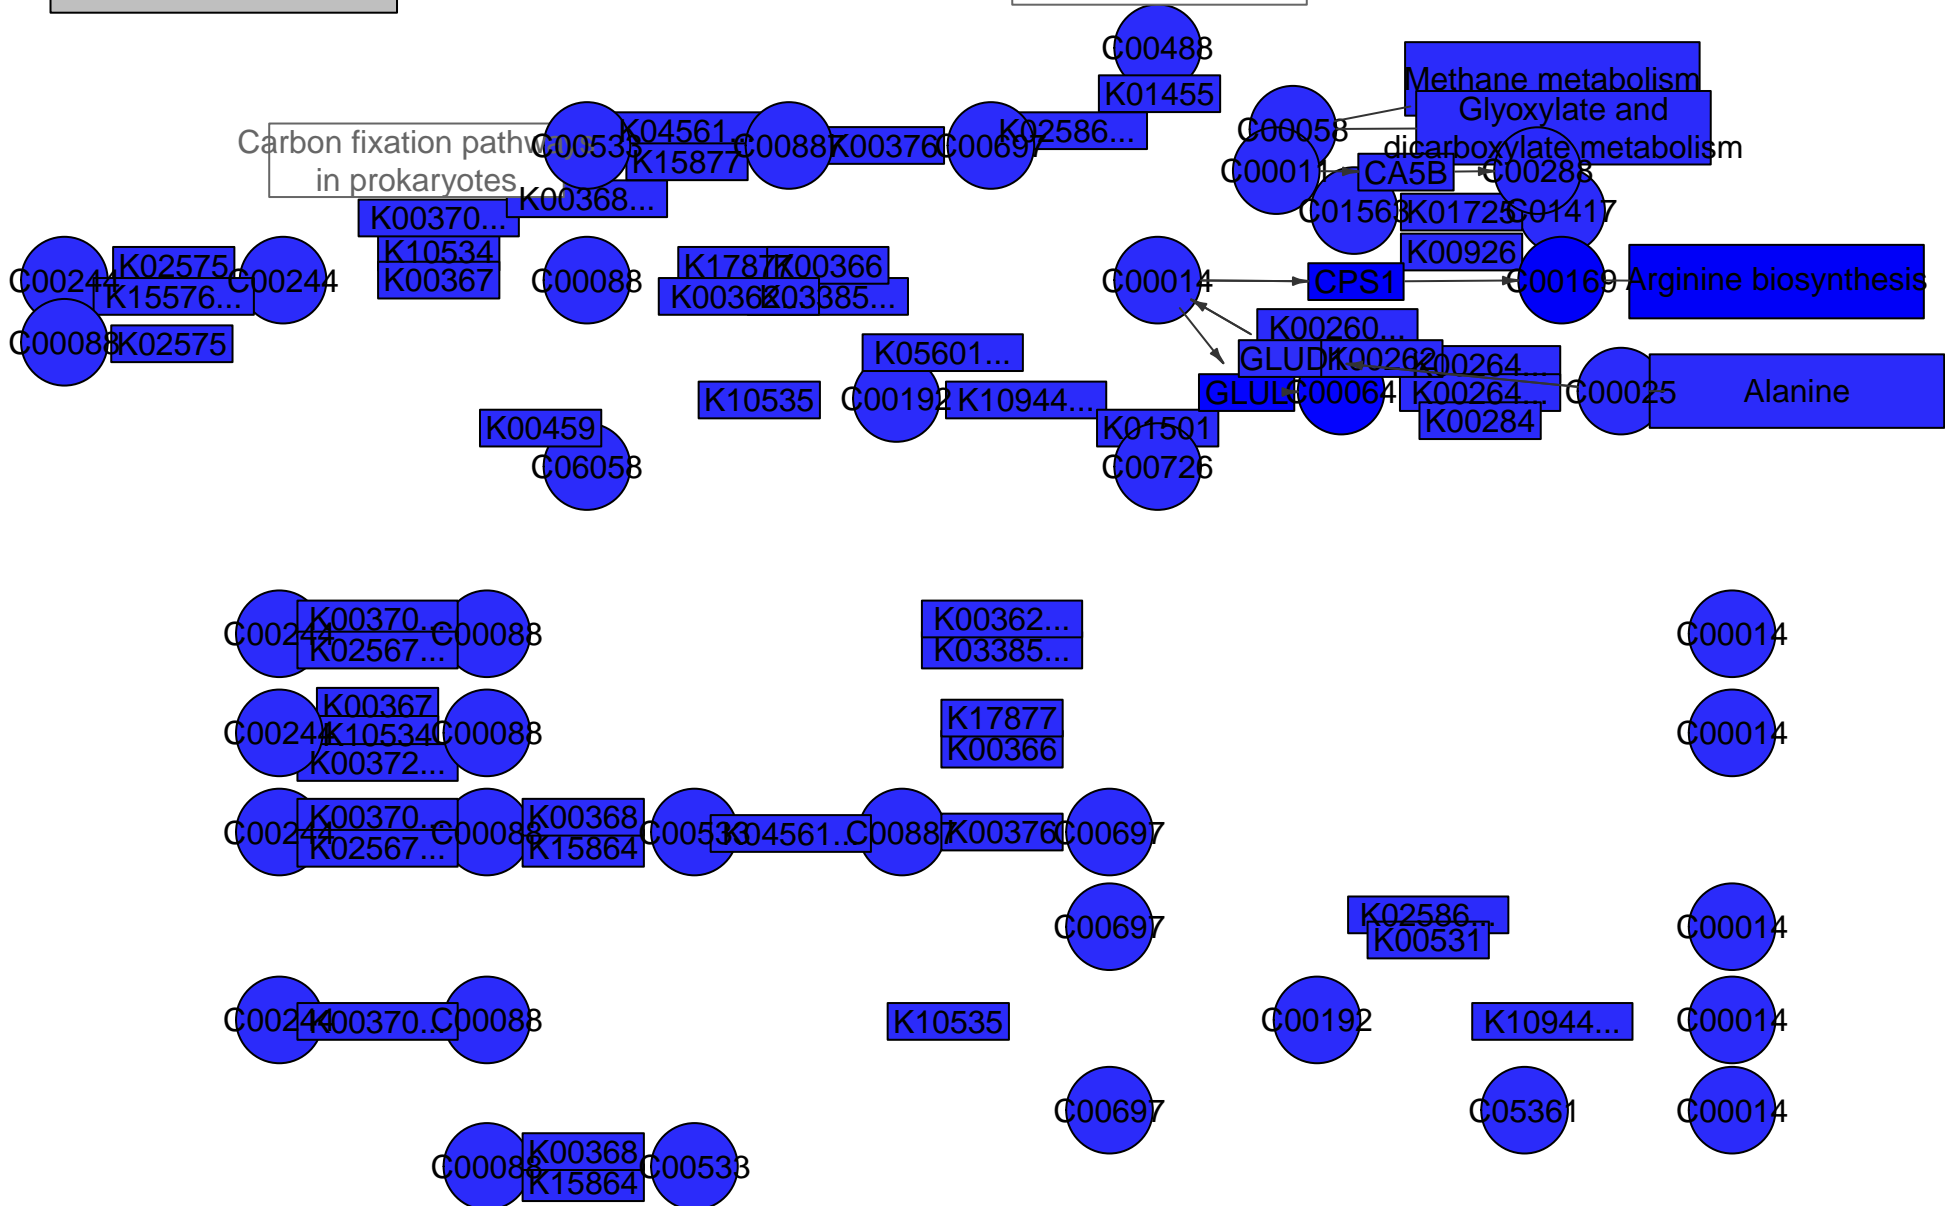 C00488
K01455
Methane metabolism
Glyoxylate and
dicarboxylate metabolism
Carbon fixation pathways
in prokaryotes
C00533
K04561...
K15877
C00887
K00376
C00697
K02586...
C00058
C00011
CA5B
C00288
C01563
K01725
C01417
K00368...
K00370...
K10534
K00367
K00926
C00244
K02575
K15576...
C00244
C00088
K17877
K00366
K00362...
K03385...
C00014
CPS1
C00169
Arginine biosynthesis
C00088
K02575
K05601...
K00260...
GLUD1
K00262
K00264...
K00264...
K00284
GLUL
C00064
C00025
Alanine
K10535
C00192
K10944...
K00459
C06058
K01501
C00726
C00244
K00370...
K02567...
C00088
K00362...
K03385...
C00014
C00244
K00367
K10534
K00372...
C00088
K17877
K00366
C00014
C00244
K00370...
K02567...
C00088
K00368
K15864
C00533
K04561...
C00887
K00376
C00697
C00697
K02586...
K00531
C00014
C00244
K00370...
C00088
K10535
C00192
K10944...
C00014
C00697
C05361
C00014
C00088
K00368
K15864
C00533